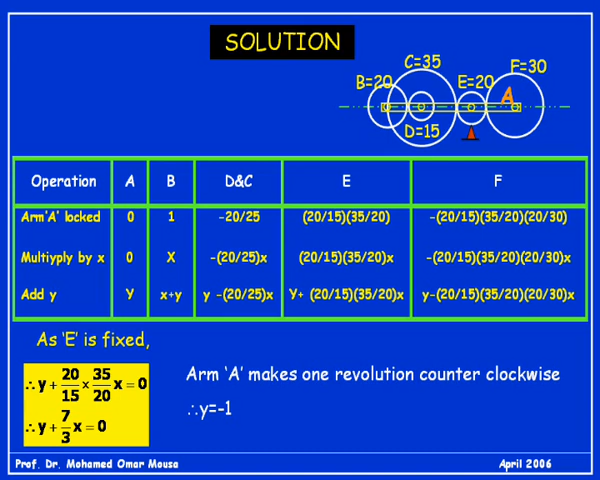 SOLUTION
C=35
F=30
B=20
E=20
A
D=15
Operation A B D&C E F
Arm'A' locked 0 1 -20/25 (20/15)(35/20) -(20/15)(35/20)(20/30)
Multiyply by x 0 X -(20/25)x (20/15)(35/20)x -(20/15)(35/20)(20/30)x
Add y Y x+y y -(20/25)x Y+ (20/15)(35/20)x y-(20/15)(35/20)(20/30)x
As 'E' is fixed,
∴y + 20/15 × 35/20 x = 0
∴y + 7/3 x = 0
Arm 'A' makes one revolution counter clockwise
∴y=-1
Prof. Dr. Mohamed Omar Mousa
April 2006